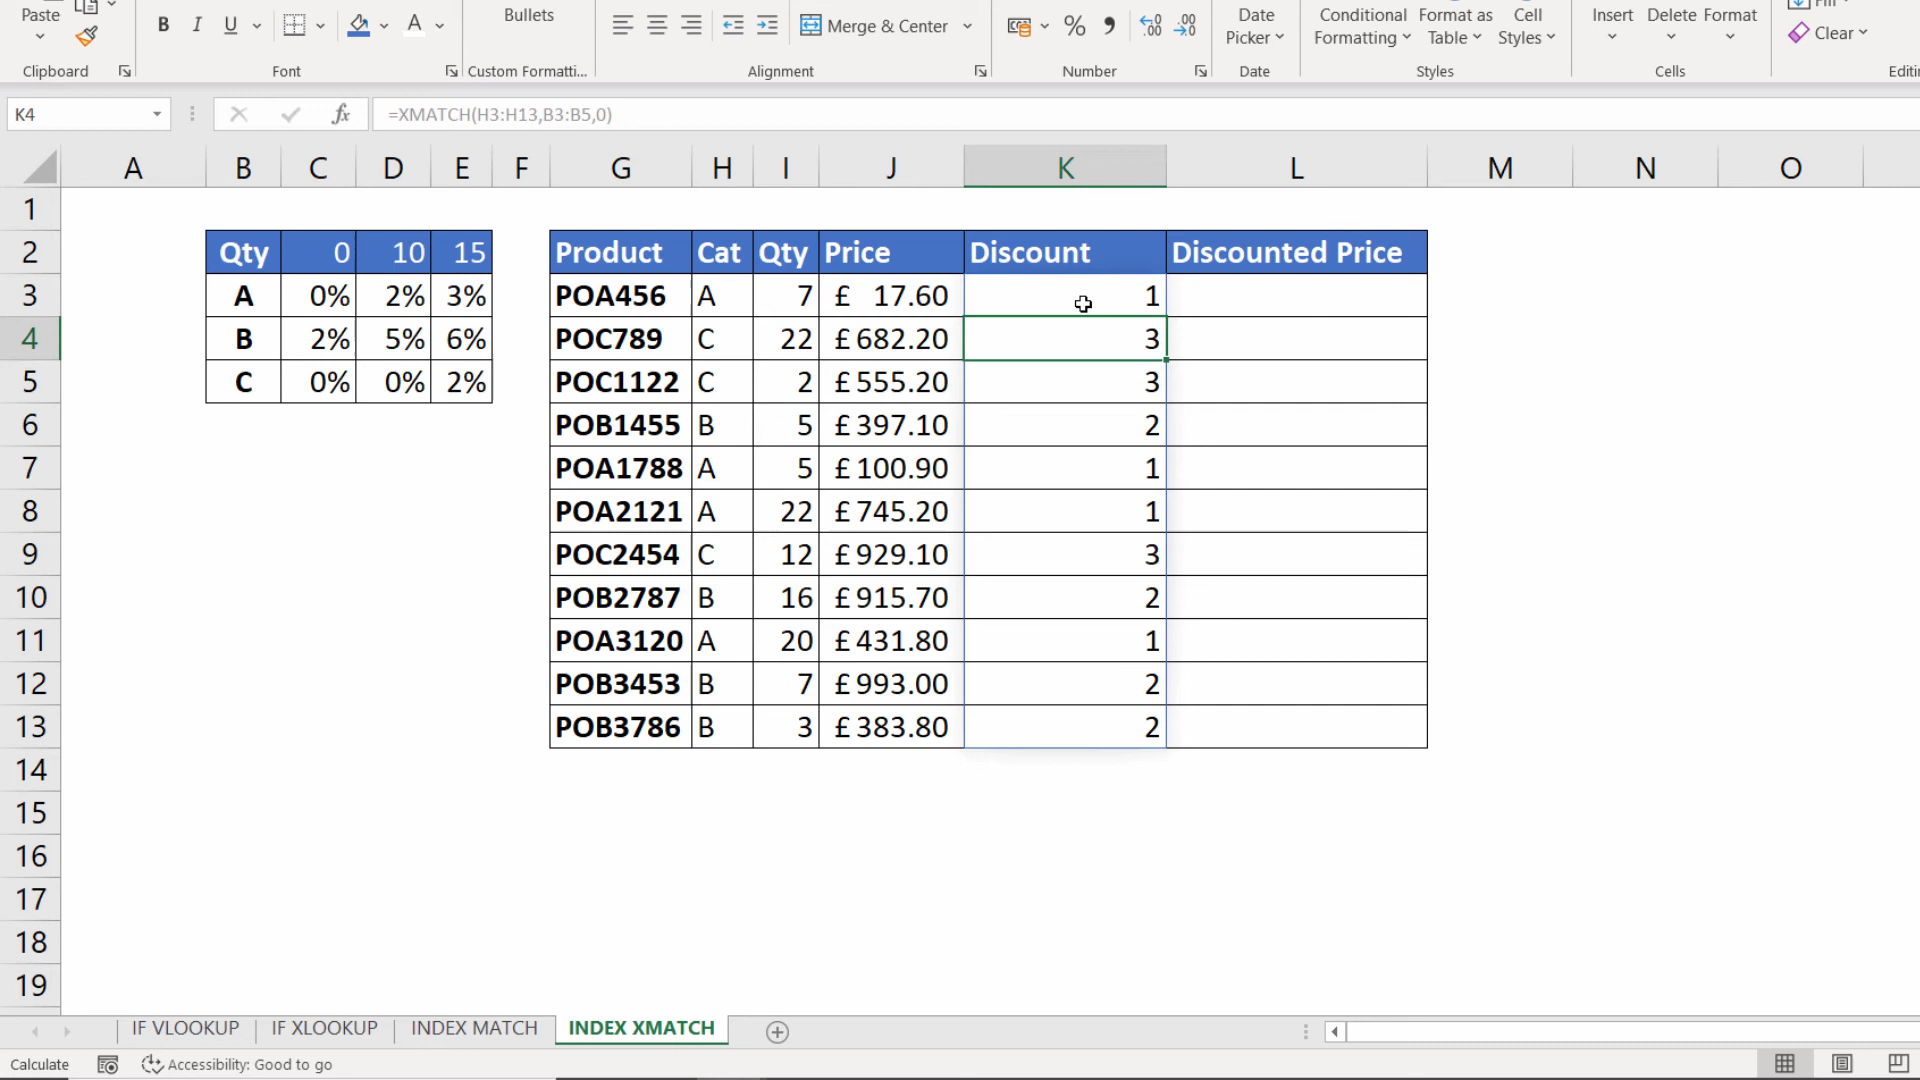 Paste
B I U
A
Bullets
Merge & Center
%
Date Picker
Conditional Formatting
Format as Table
Cell Styles
Insert
Delete
Format
Clear
Clipboard
Font
Custom Formatti...
Alignment
Number
Date
Styles
Cells
Editi
K4
fx
=XMATCH(H3:H13,B3:B5,0)
A B C D E F G H I J K L M N O
1
2 Qty 0 10 15 Product Cat Qty Price Discount Discounted Price
3 A 0% 2% 3% POA456 A 7 £ 17.60 1
4 B 2% 5% 6% POC789 C 22 £ 682.20 3
5 C 0% 0% 2% POC1122 C 2 £ 555.20 3
6 POB1455 B 5 £ 397.10 2
7 POA1788 A 5 £ 100.90 1
8 POA2121 A 22 £ 745.20 1
9 POC2454 C 12 £ 929.10 3
10 POB2787 B 16 £ 915.70 2
11 POA3120 A 20 £ 431.80 1
12 POB3453 B 7 £ 993.00 2
13 POB3786 B 3 £ 383.80 2
14
15
16
17
18
19
IF VLOOKUP IF XLOOKUP INDEX MATCH INDEX XMATCH
Calculate Accessibility: Good to go